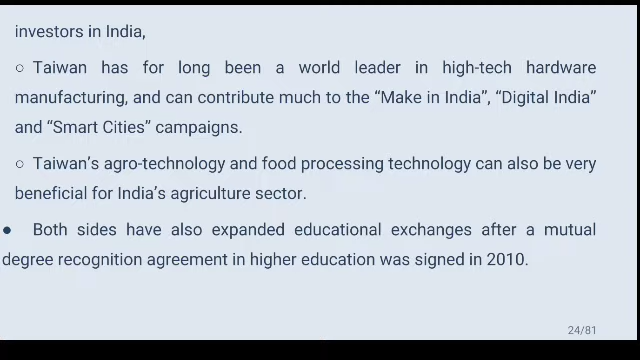 investors in India,
○ Taiwan has for long been a world leader in high-tech hardware
manufacturing, and can contribute much to the “Make in India”, “Digital India”
and “Smart Cities” campaigns.
○ Taiwan’s agro-technology and food processing technology can also be very
beneficial for India’s agriculture sector.
● Both sides have also expanded educational exchanges after a mutual
degree recognition agreement in higher education was signed in 2010.
24/81